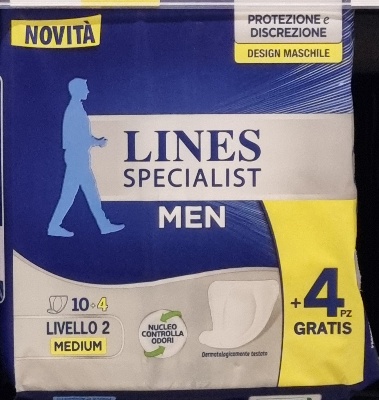 NOVITÀ
PROTEZIONE e
DISCREZIONE
DESIGN MASCHILE
LINES
SPECIALIST
MEN
10+4
LIVELLO 2
MEDIUM
NUCLEO
CONTROLLA
ODORI
Dermatologicamente testato
+4 PZ
GRATIS